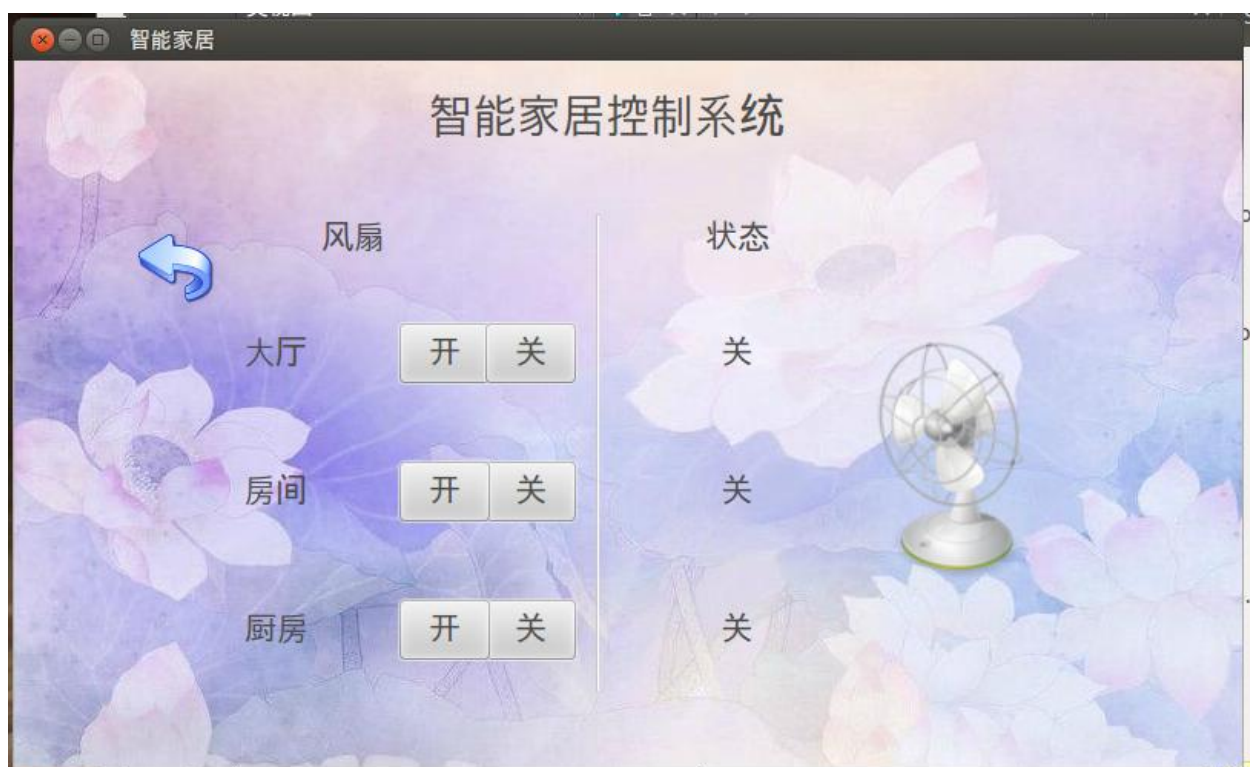 智能家居
智能家居控制系统
风扇 状态
大厅 开 关 关
房间 开 关 关
厨房 开 关 关